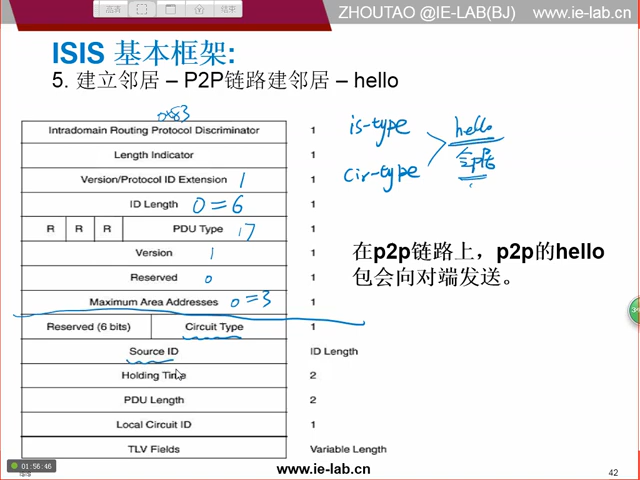 高清
结束
ZHOUTAO @IE-LAB(BJ) www.ie-lab.cn
ISIS 基本框架:
5. 建立邻居 – P2P链路建邻居 – hello
0x83
Intradomain Routing Protocol Discriminator 1
Length Indicator 1
Version/Protocol ID Extension 1 1
ID Length 0=6 1
R R R PDU Type 17 1
Version 1 1
Reserved 0 1
Maximum Area Addresses 0=3 1
Reserved (6 bits) Circuit Type 1
Source ID ID Length
Holding Time 2
PDU Length 2
Local Circuit ID 1
TLV Fields Variable Length
is-type
cir-type
hello
在p2p链路上，p2p的hello
包会向对端发送。
01:56:46
www.ie-lab.cn
42